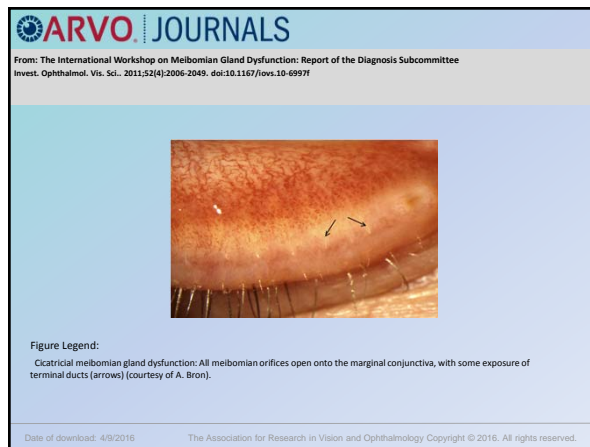 ARVO. JOURNALS
From: The International Workshop on Meibomian Gland Dysfunction: Report of the Diagnosis Subcommittee
Invest. Ophthalmol. Vis. Sci.. 2011;52(4):2006-2049. doi:10.1167/iovs.10-6997f
Figure Legend:
Cicatricial meibomian gland dysfunction: All meibomian orifices open onto the marginal conjunctiva, with some exposure of
terminal ducts (arrows) (courtesy of A. Bron).
Date of download: 4/9/2016 The Association for Research in Vision and Ophthalmology Copyright © 2016. All rights reserved.